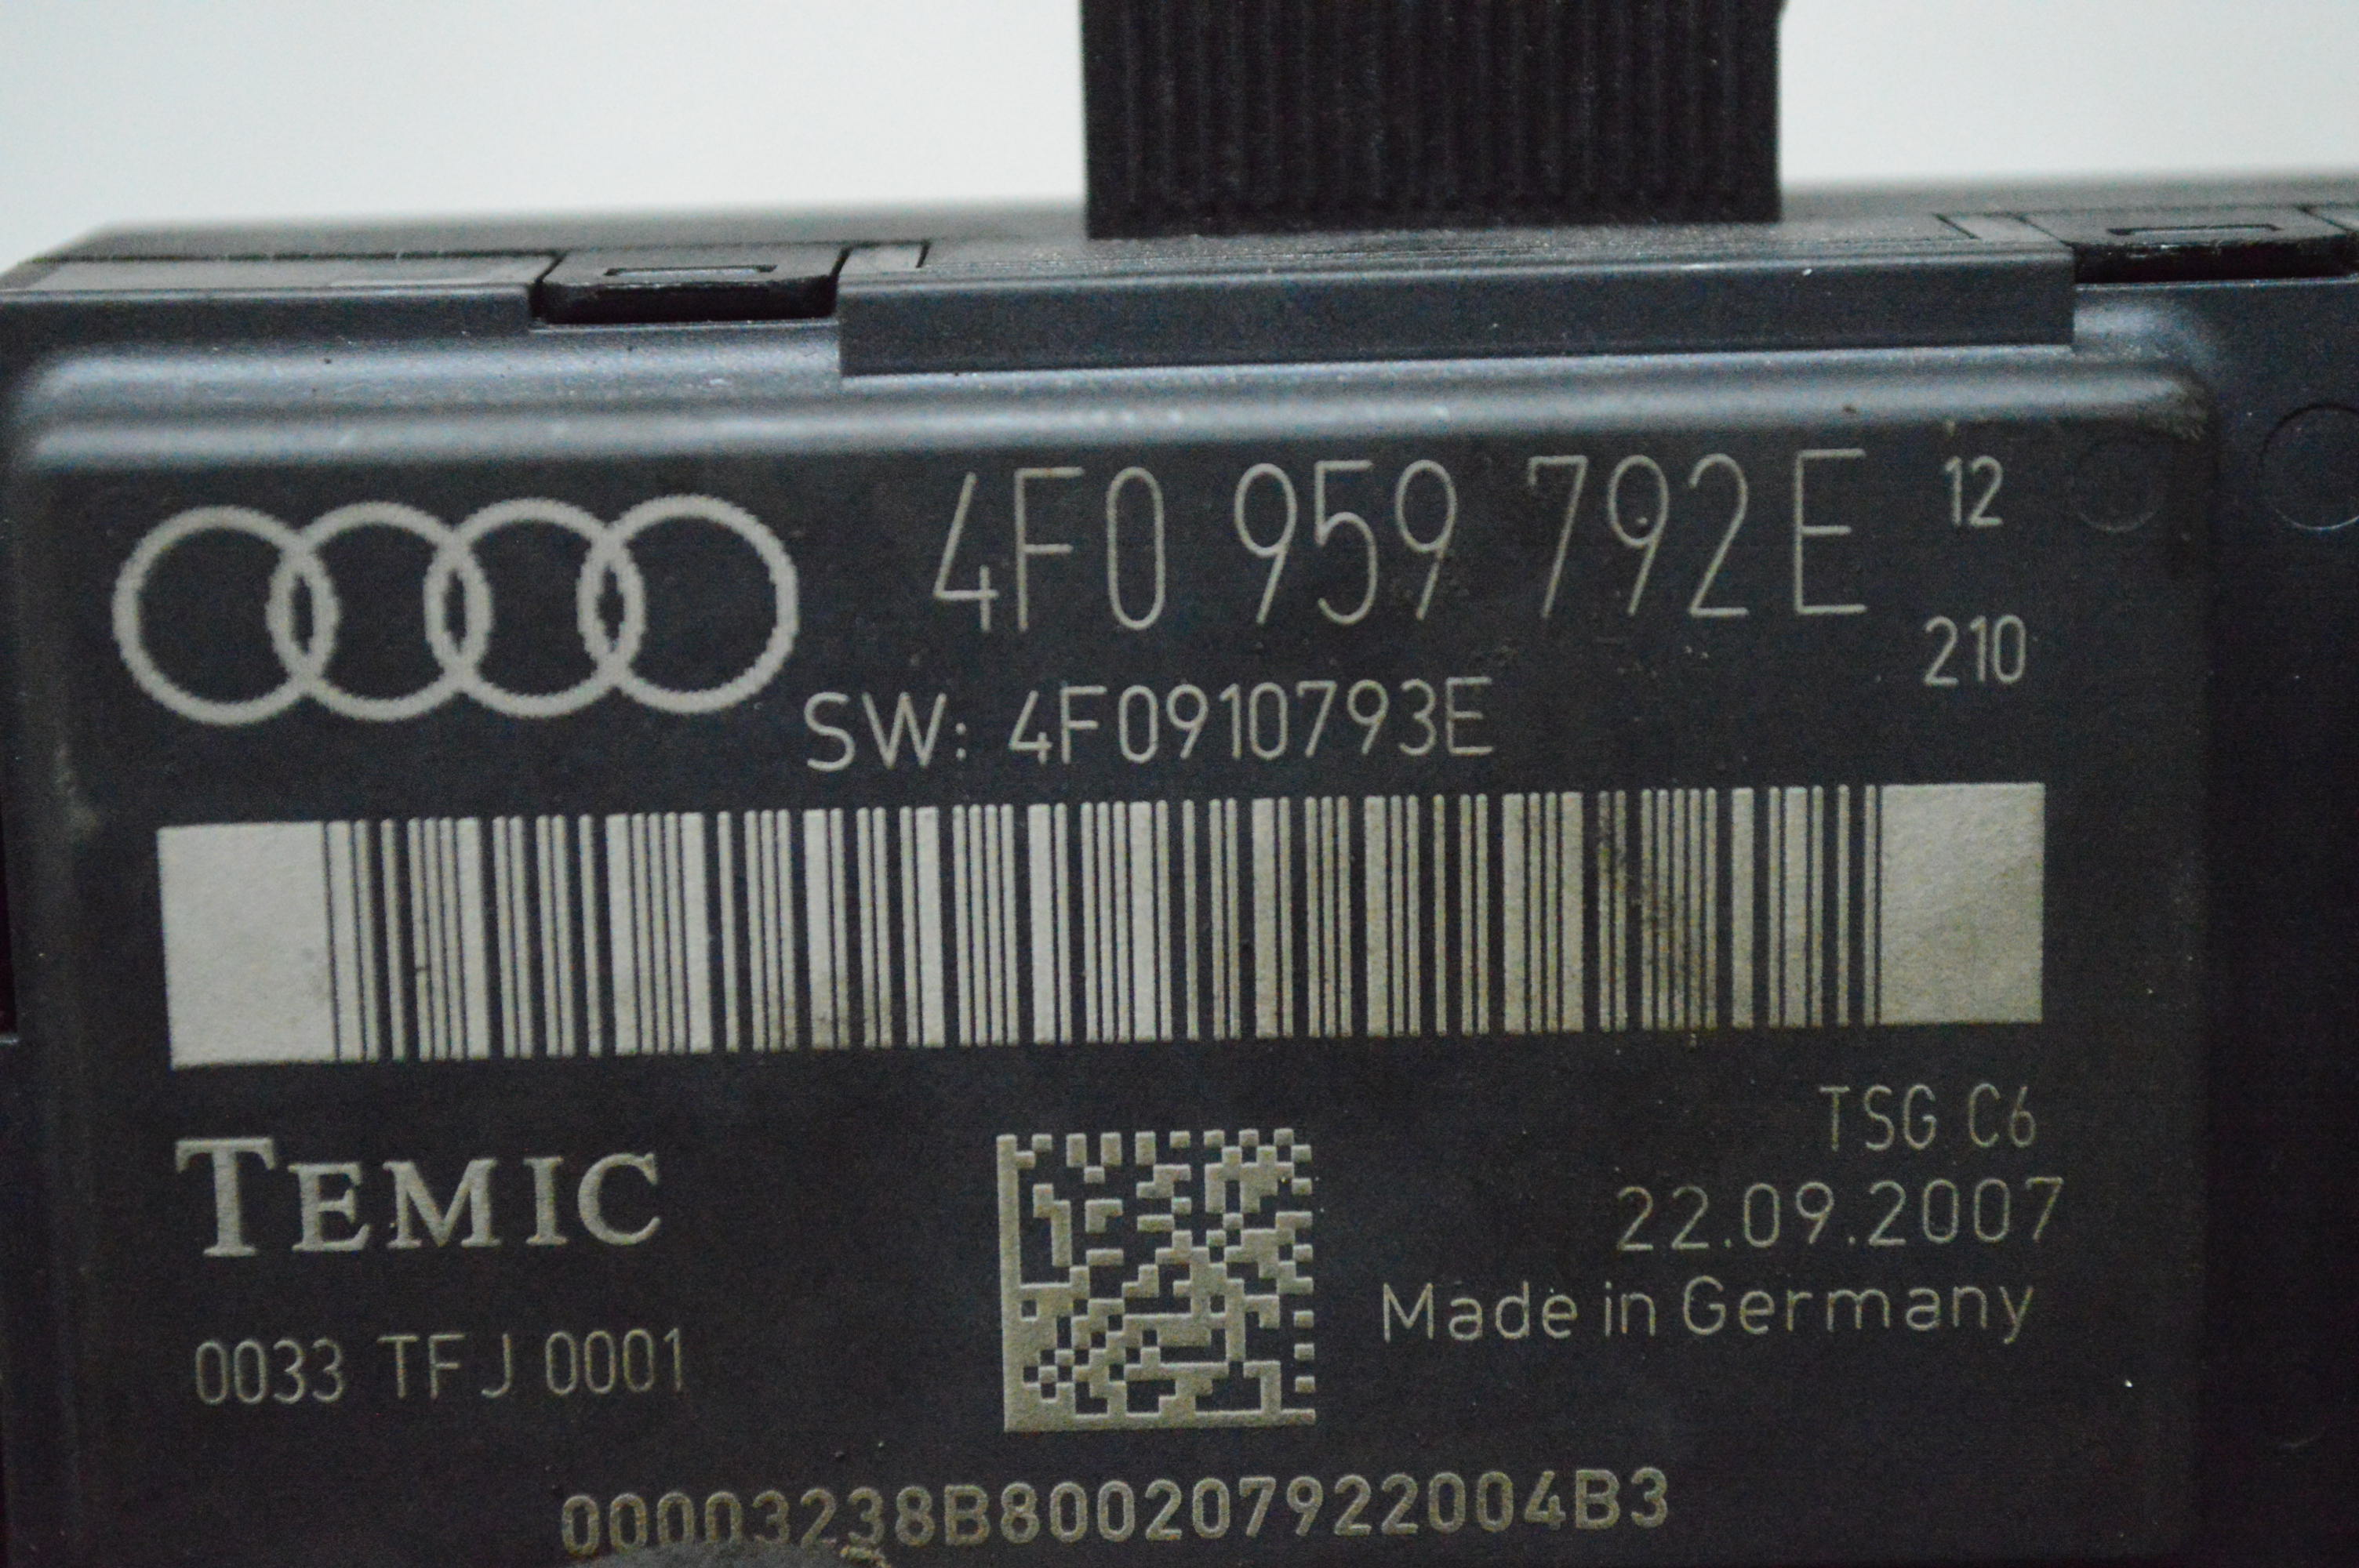 4F0 959 792 E 12
210
SW: 4F0910793E
TEMIC
TSG C6
22.09.2007
Made in Germany
0033 TFJ 0001
00003238B800207922004B3